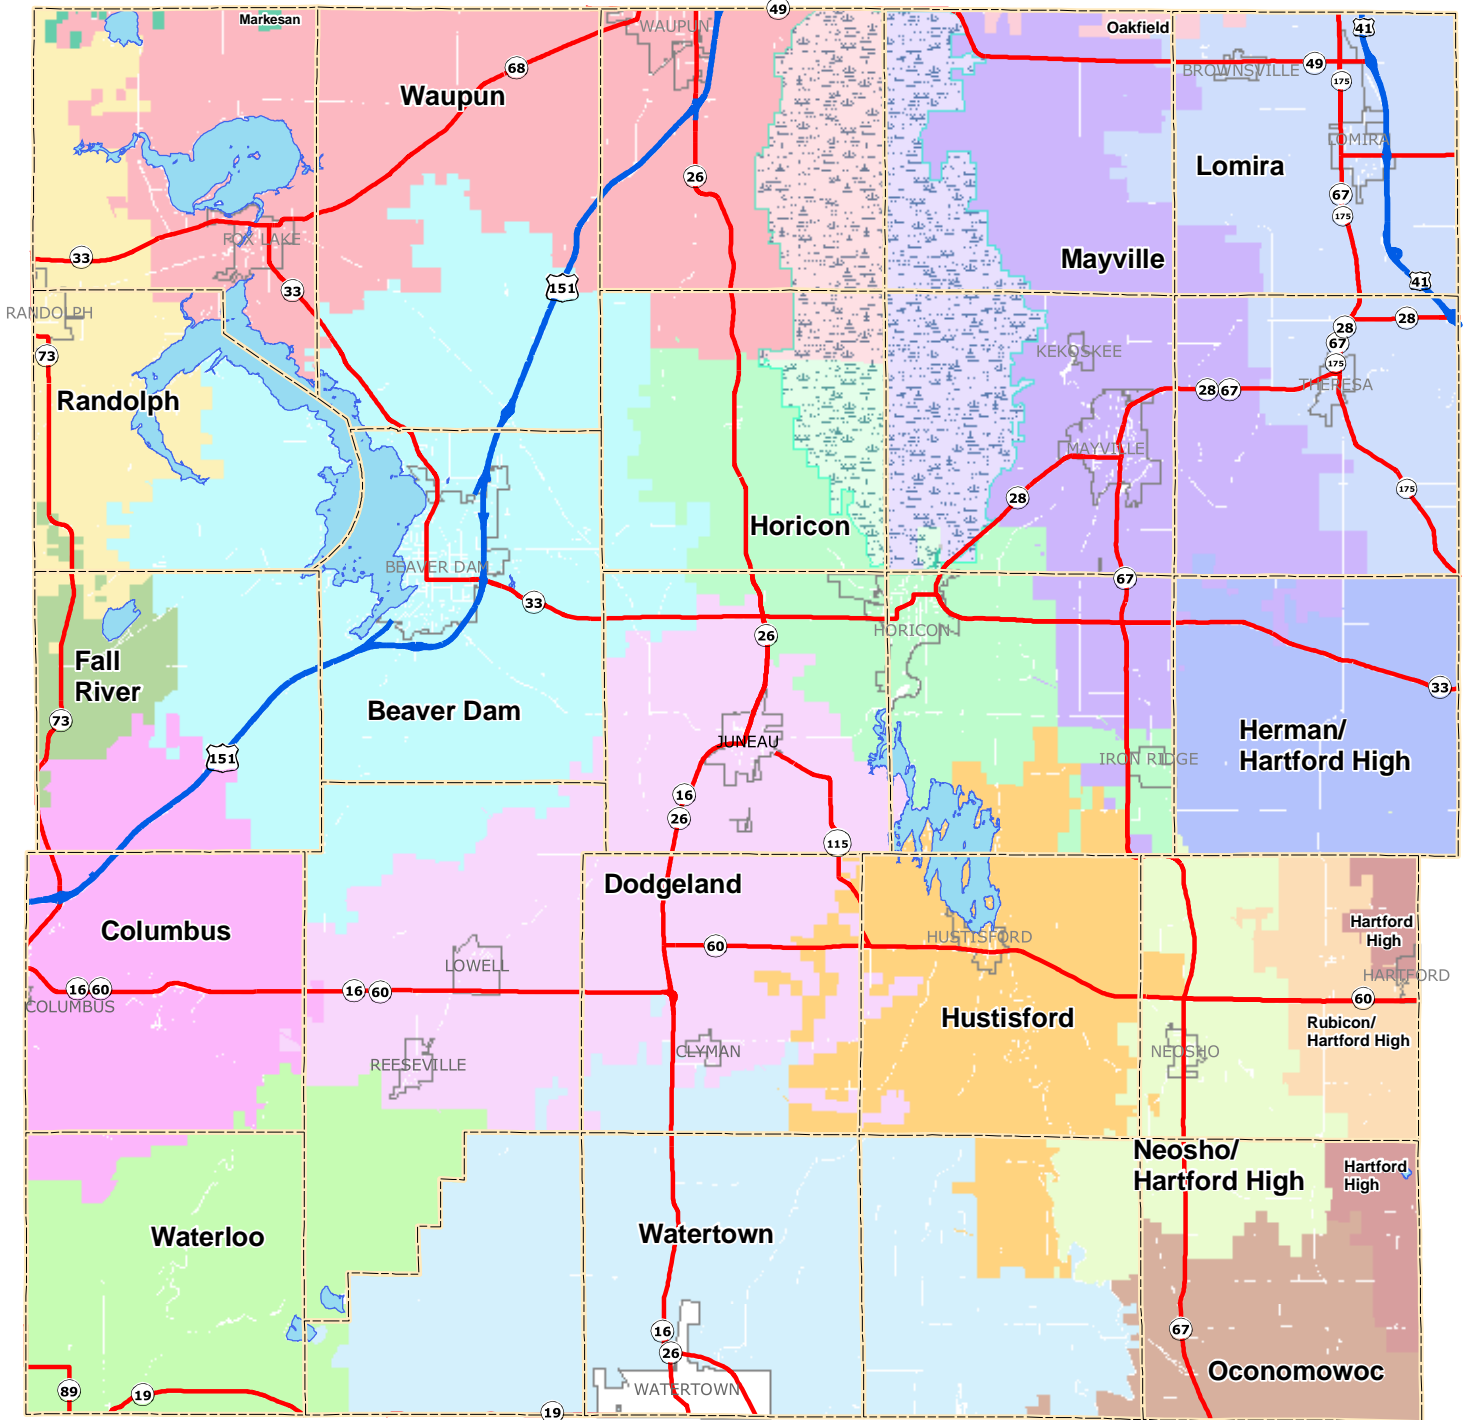 49
Markesan
WAUPUN
Oakfield
41
68
BROWNSVILLE
49
175
Waupun
LOMIRA
Lomira
26
67
175
FOX LAKE
33
Mayville
33
151
41
RANDOLPH
28
28
73
67
KEKOSKEE
175
THERESA
Randolph
28
67
MAYVILLE
175
28
Horicon
BEAVER DAM
67
33
HORICON
26
Fall
River
33
73
Beaver Dam
Herman/
Hartford High
JUNEAU
151
IRON RIDGE
16
26
115
Dodgeland
Columbus
Hartford
High
HUSTISFORD
60
LOWELL
HARTFORD
16
60
16
60
60
COLUMBUS
Hustisford
Rubicon/
Hartford High
CLYMAN
NEOSHO
REESEVILLE
Neosho/
Hartford High
Hartford
High
Waterloo
Watertown
16
67
26
Oconomowoc
89
19
WATERTOWN
19